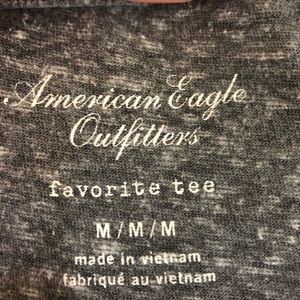 American Eagle
Outfitters
favorite tee
M/M/M
made in vietnam
fabriqué au vietnam